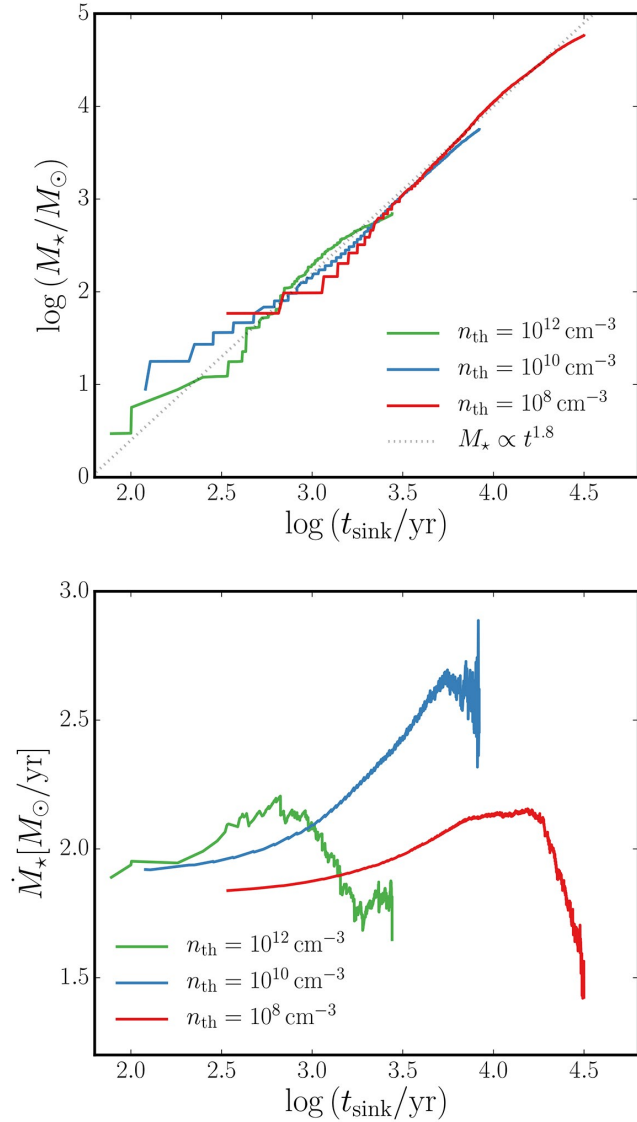 5
4
3
2
1
0
log (M⋆/M⊙)
n_th = 10^12 cm^−3
n_th = 10^10 cm^−3
n_th = 10^8 cm^−3
M⋆ ∝ t^1.8
2.0 2.5 3.0 3.5 4.0 4.5
log (t_sink/yr)
3.0
2.5
2.0
1.5
Ṁ⋆[M⊙/yr]
n_th = 10^12 cm^−3
n_th = 10^10 cm^−3
n_th = 10^8 cm^−3
2.0 2.5 3.0 3.5 4.0 4.5
log (t_sink/yr)